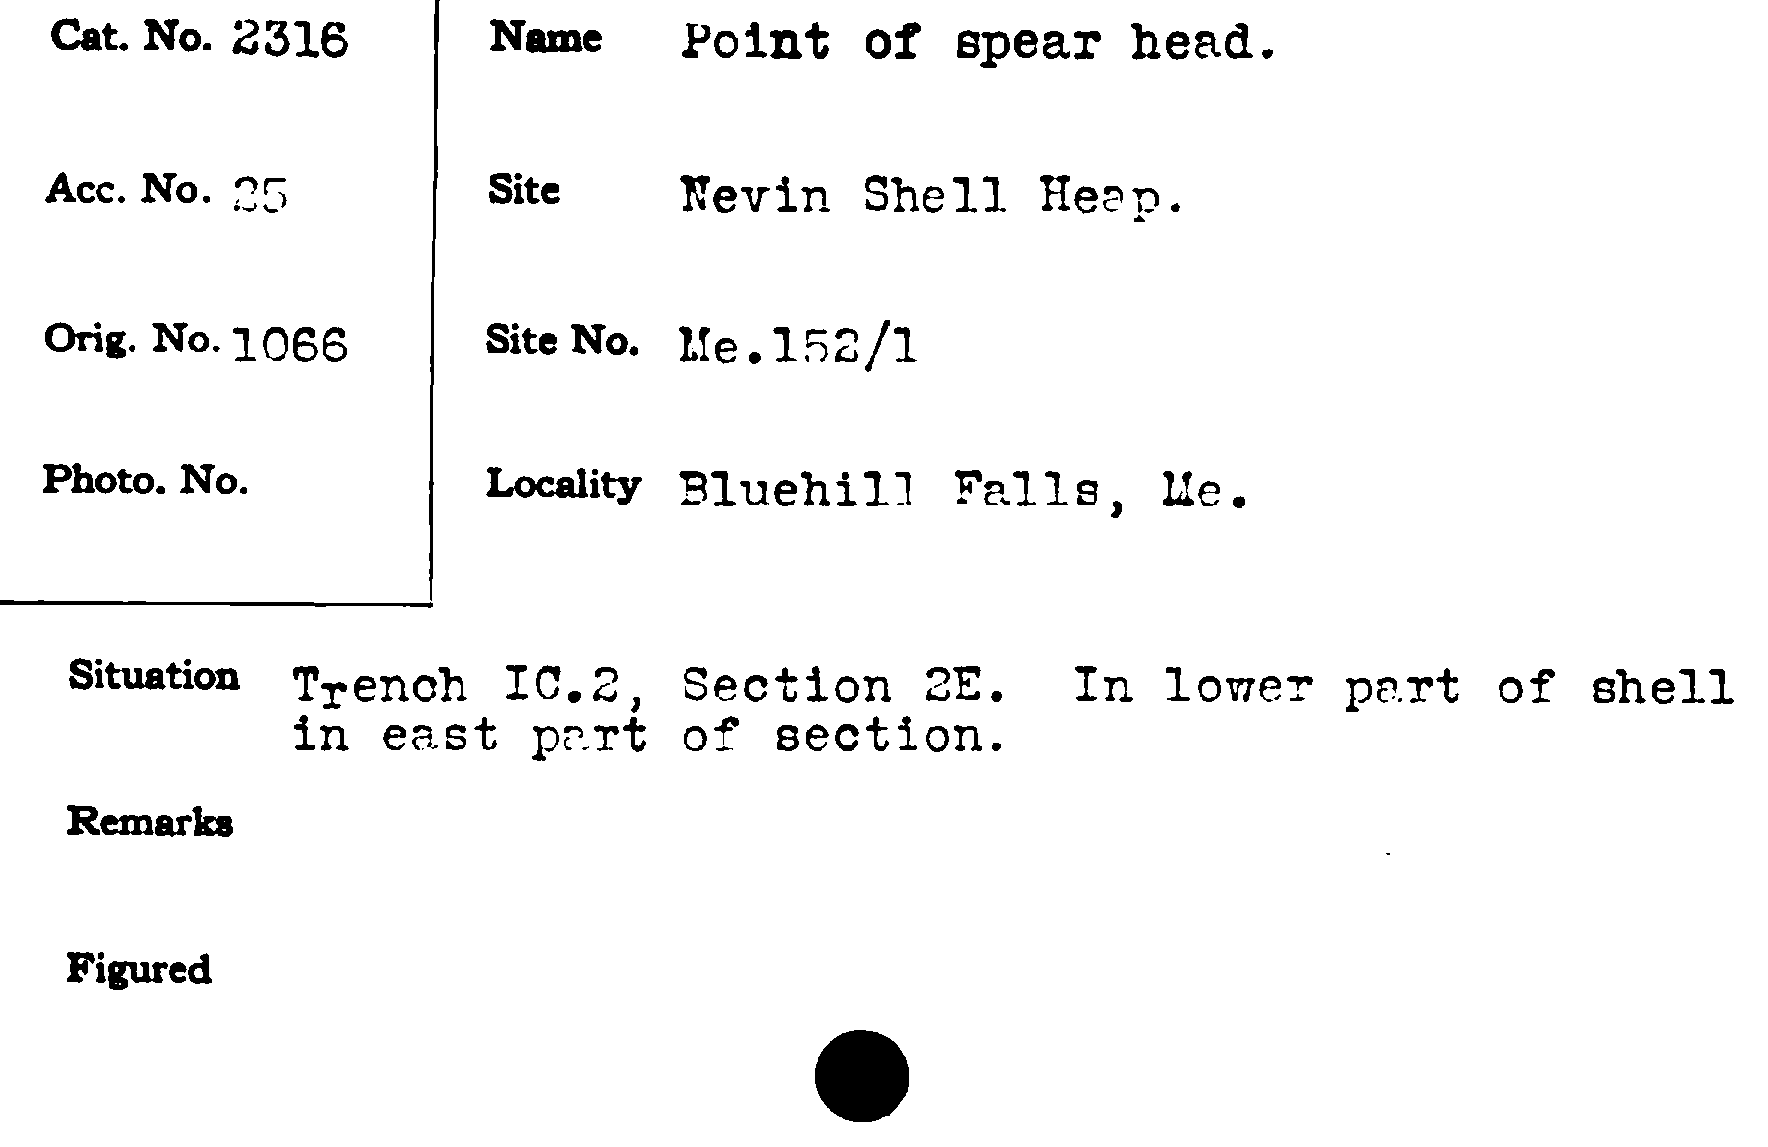 Cat. No. 2316
Name Point of spear head.
Acc. No. 25
Site Nevin Shell Heap.
Orig. No. 1066
Site No. Me.152/1
Photo. No.
Locality Bluehill Falls, Me.
Situation Trench IC.2, Section 2E. In lower part of shell
in east part of section.
Remarks
Figured